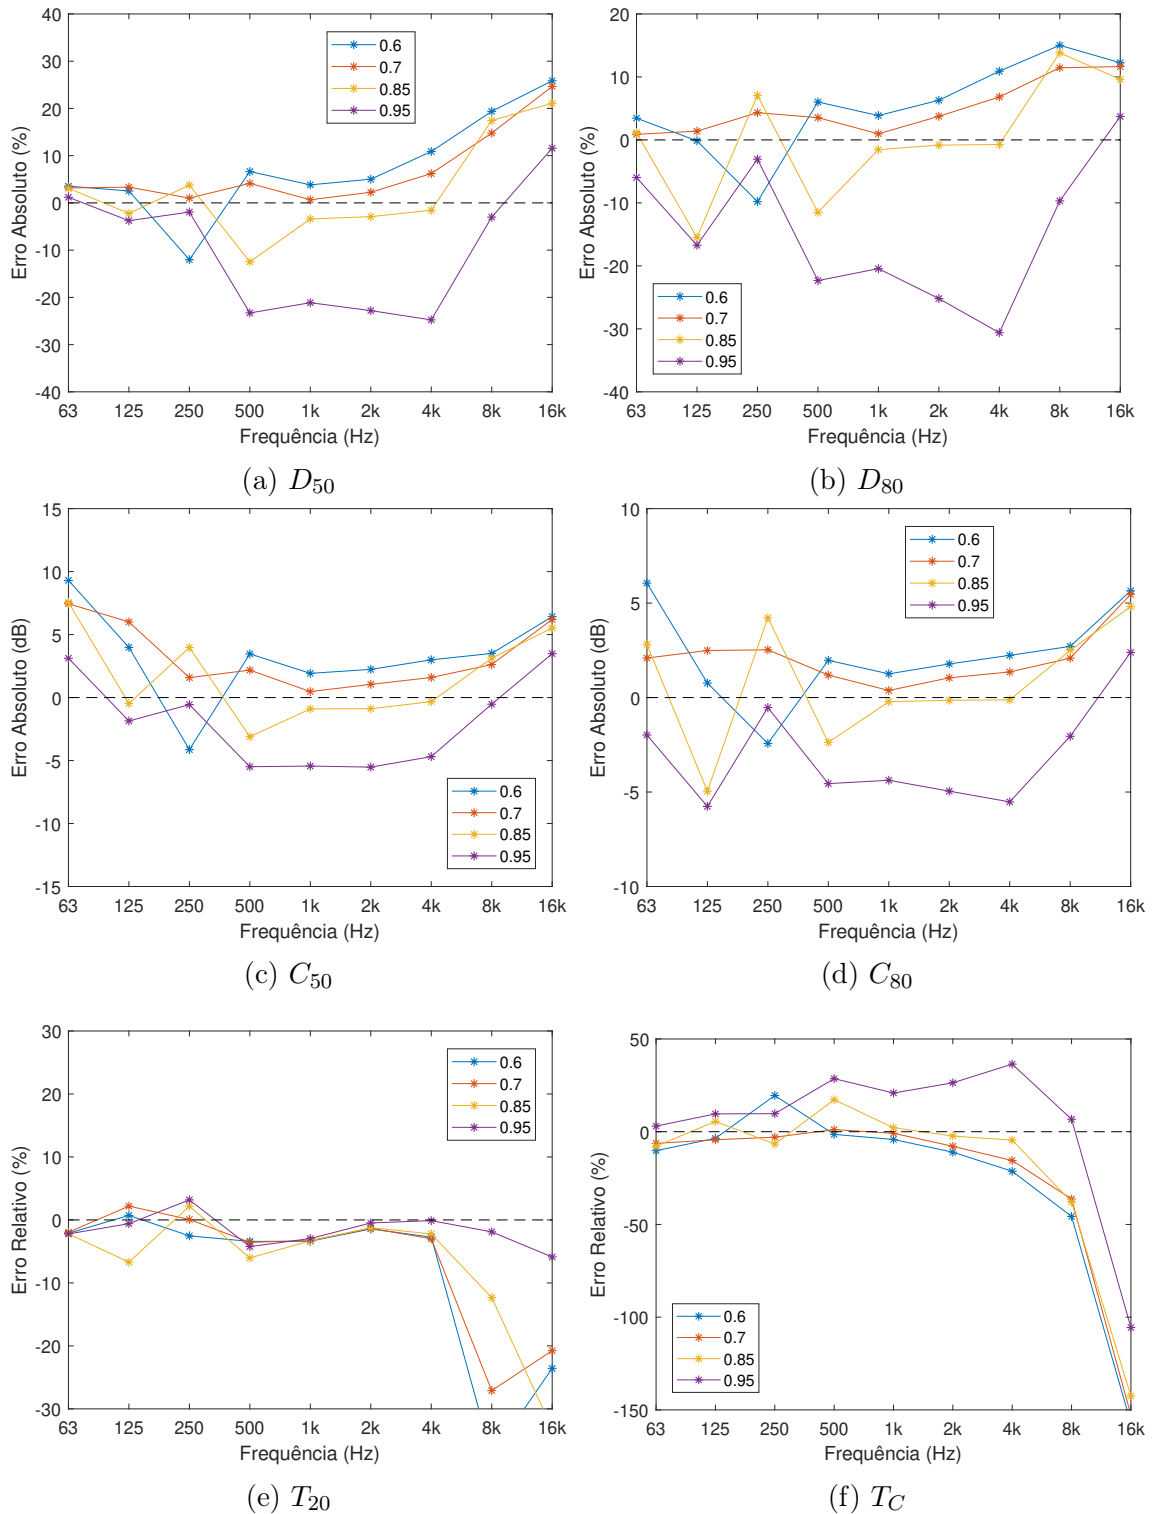 40
30
20
10
0
-10
-20
-30
-40
Erro Absoluto (%)
0.6
0.7
0.85
0.95
63 125 250 500 1k 2k 4k 8k 16k
Frequência (Hz)
(a) D50
20
10
0
-10
-20
-30
-40
Erro Absoluto (%)
0.6
0.7
0.85
0.95
63 125 250 500 1k 2k 4k 8k 16k
Frequência (Hz)
(b) D80
15
10
5
0
-5
-10
-15
Erro Absoluto (dB)
0.6
0.7
0.85
0.95
63 125 250 500 1k 2k 4k 8k 16k
Frequência (Hz)
(c) C50
10
5
0
-5
-10
Erro Absoluto (dB)
0.6
0.7
0.85
0.95
63 125 250 500 1k 2k 4k 8k 16k
Frequência (Hz)
(d) C80
30
20
10
0
-10
-20
-30
Erro Relativo (%)
0.6
0.7
0.85
0.95
63 125 250 500 1k 2k 4k 8k 16k
Frequência (Hz)
(e) T20
50
0
-50
-100
-150
Erro Relativo (%)
0.6
0.7
0.85
0.95
63 125 250 500 1k 2k 4k 8k 16k
Frequência (Hz)
(f) TC